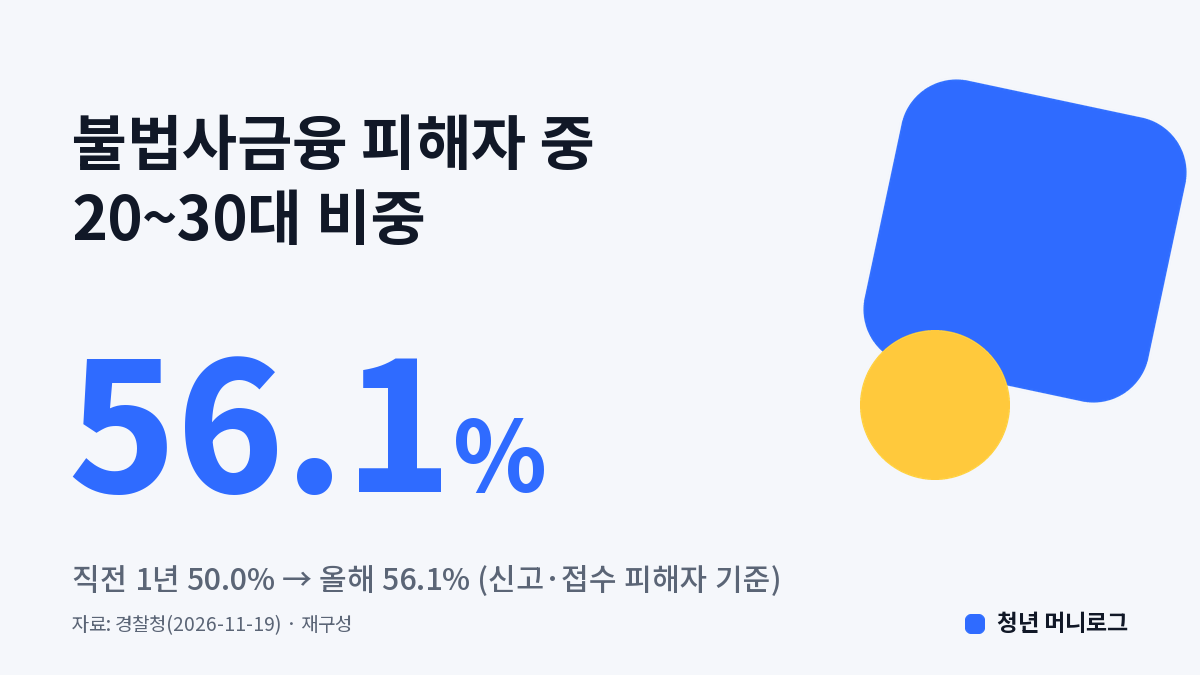 불법사금융 피해자 중
20~30대 비중
56.1%
직전 1년 50.0% → 올해 56.1% (신고·접수 피해자 기준)
자료: 경찰청(2026-11-19) · 재구성
청년 머니로그